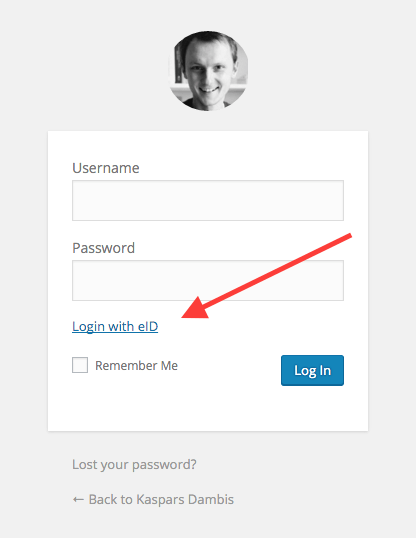 Username
Password
Login with eID
Remember Me
Log In
Lost your password?
← Back to Kaspars Dambis